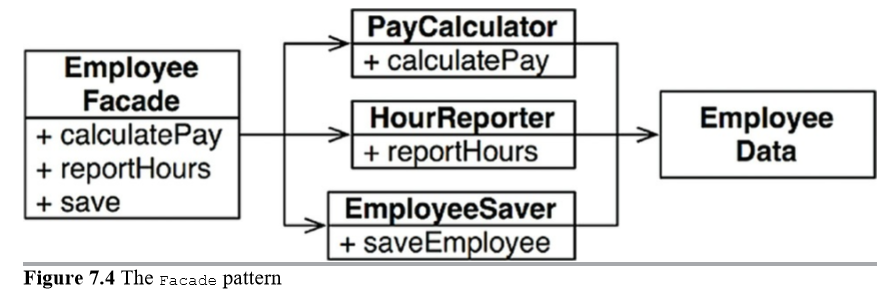 Employee
Facade
+ calculatePay
+ reportHours
+ save
PayCalculator
+ calculatePay
HourReporter
+ reportHours
EmployeeSaver
+ saveEmployee
Employee
Data
Figure 7.4 The Facade pattern